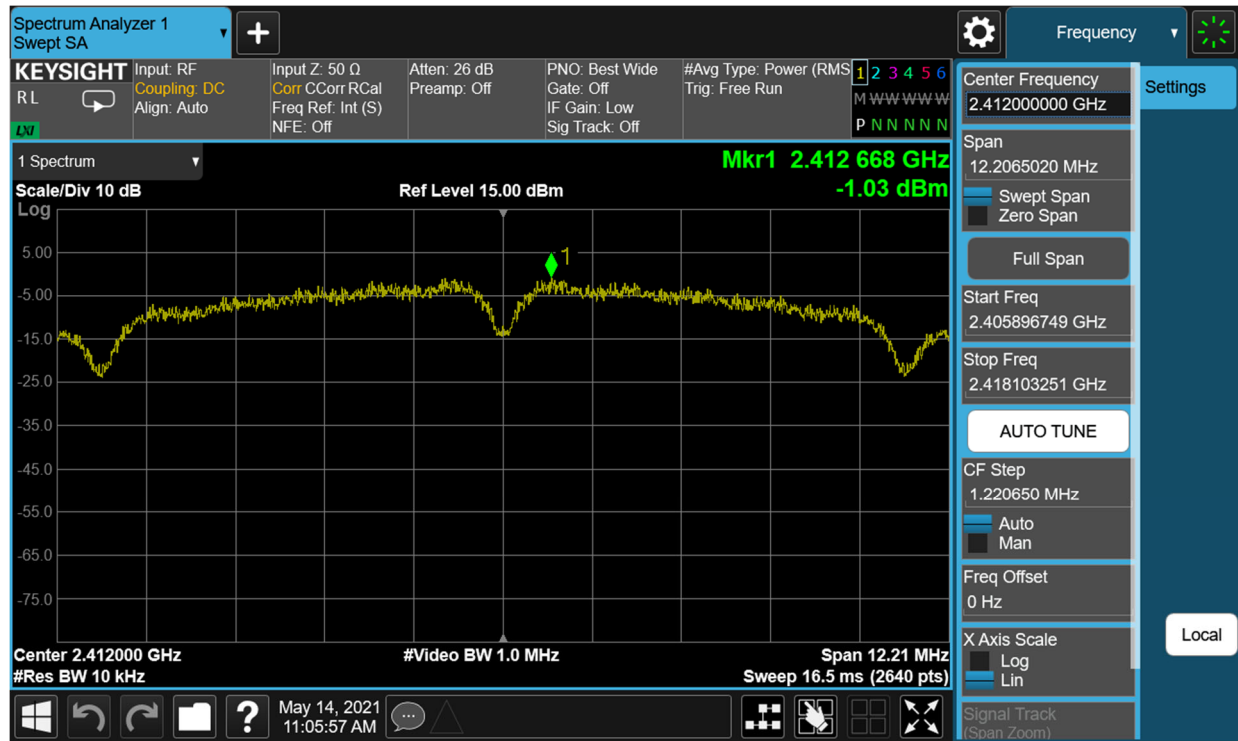 Spectrum Analyzer 1
Swept SA
Frequency
KEYSIGHT
RL
LXI
Input: RF
Coupling: DC
Align: Auto
Input Z: 50 Ω
Corr CCorr RCal
Freq Ref: Int (S)
NFE: Off
Atten: 26 dB
Preamp: Off
PNO: Best Wide
Gate: Off
IF Gain: Low
Sig Track: Off
#Avg Type: Power (RMS
Trig: Free Run
1 2 3 4 5 6
M W W W W W
P N N N N N
1 Spectrum
Mkr1 2.412 668 GHz
Scale/Div 10 dB
Ref Level 15.00 dBm
-1.03 dBm
Log
1
5.00
-5.00
-15.0
-25.0
-35.0
-45.0
-55.0
-65.0
-75.0
Center 2.412000 GHz
#Video BW 1.0 MHz
Span 12.21 MHz
#Res BW 10 kHz
Sweep 16.5 ms (2640 pts)
Center Frequency
2.412000000 GHz
Settings
Span
12.2065020 MHz
Swept Span
Zero Span
Full Span
Start Freq
2.405896749 GHz
Stop Freq
2.418103251 GHz
AUTO TUNE
CF Step
1.220650 MHz
Auto
Man
Freq Offset
0 Hz
X Axis Scale
Log
Lin
Local
Signal Track
(Span Zoom)
?
May 14, 2021
11:05:57 AM